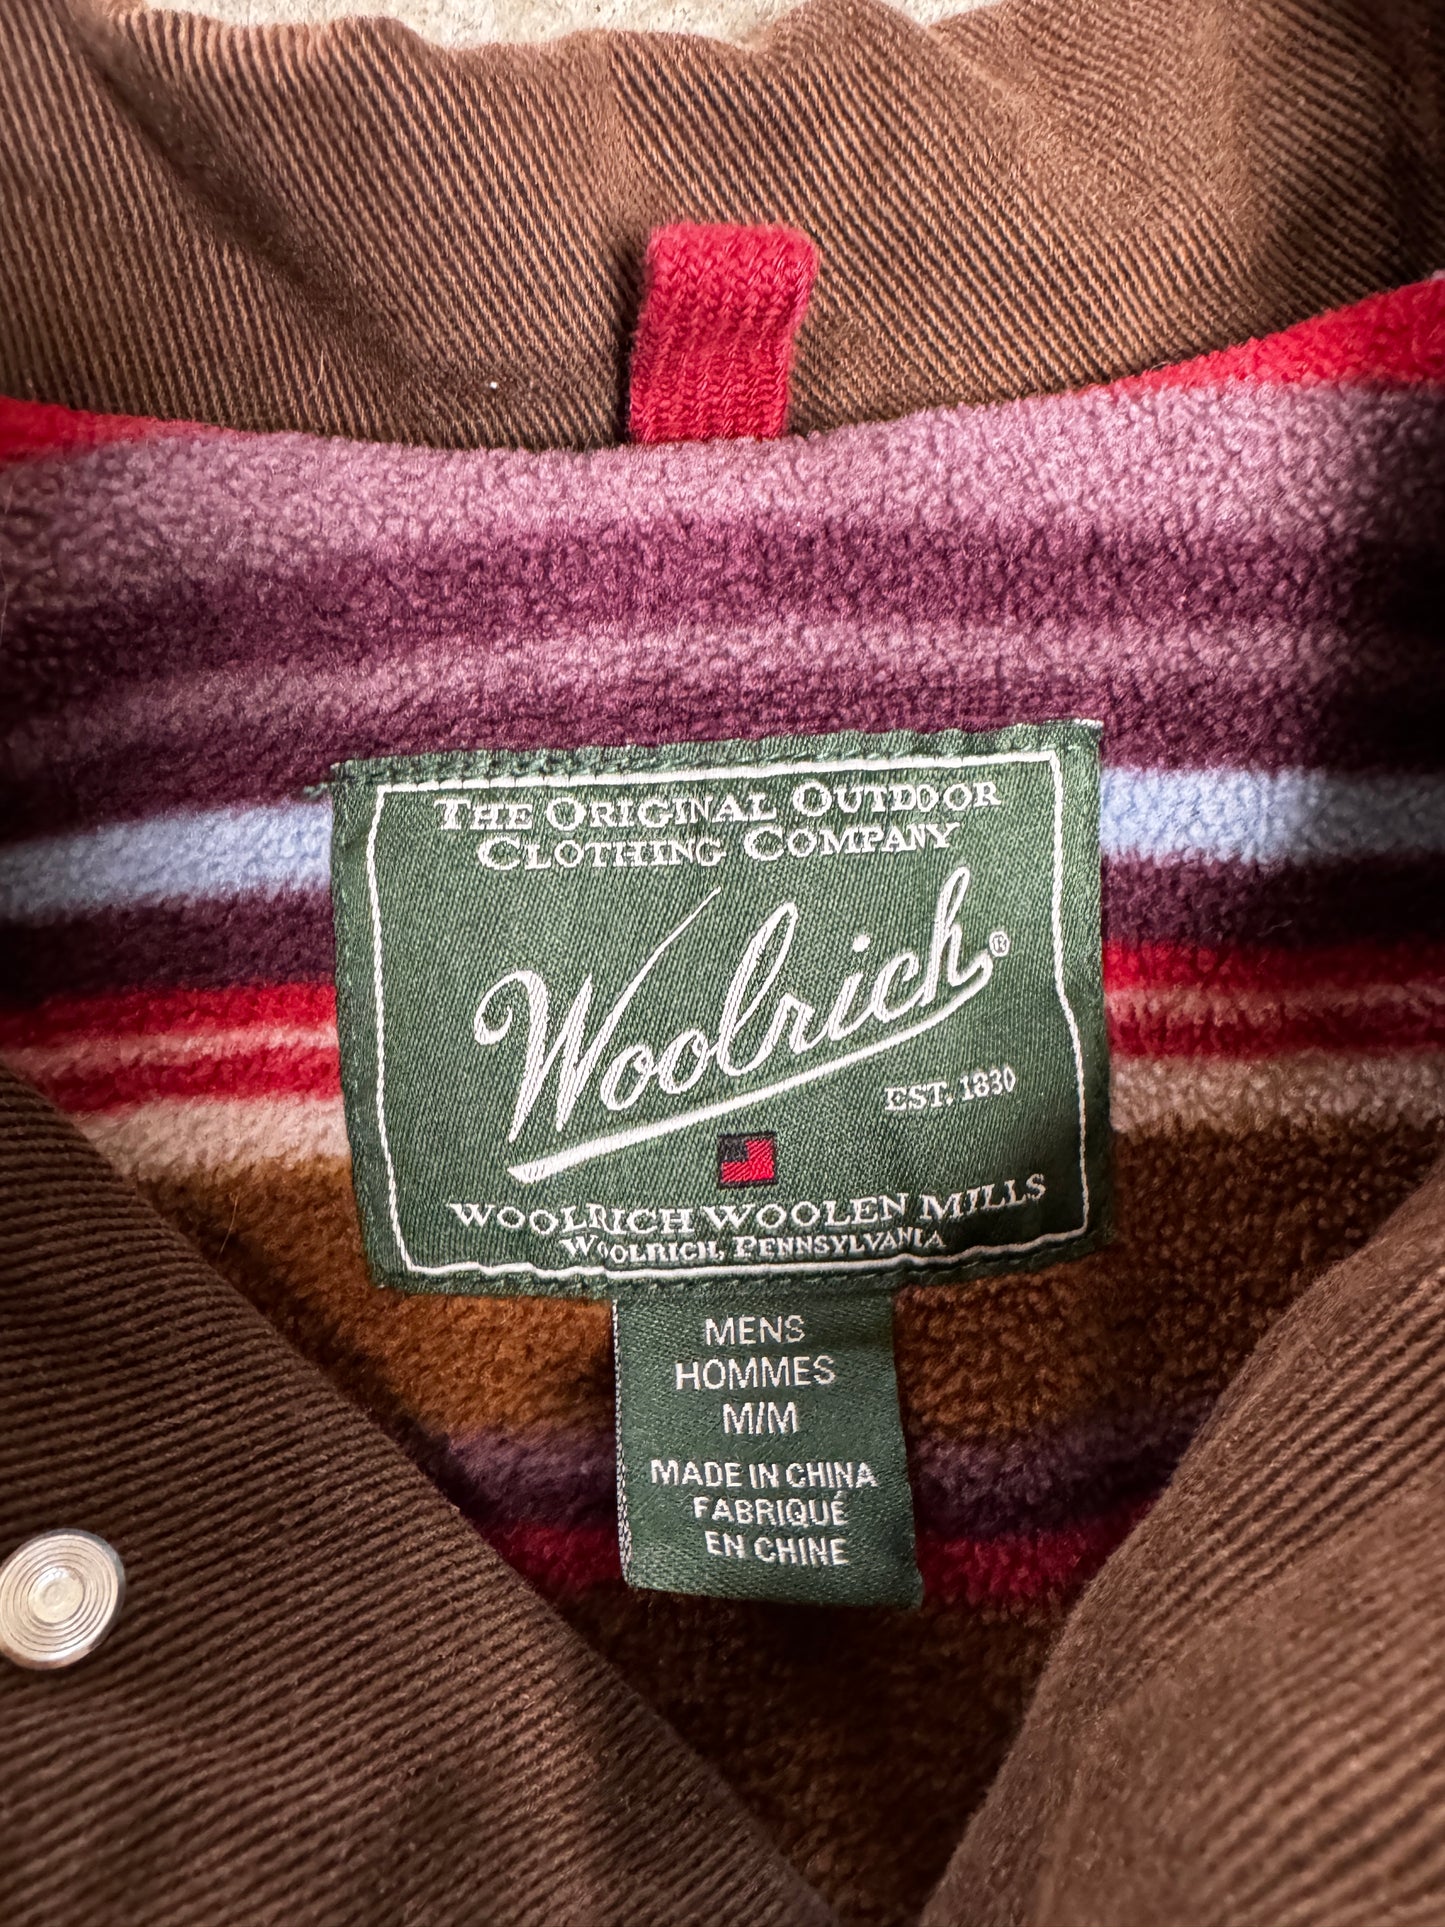 THE ORIGINAL OUTDOOR
CLOTHING COMPANY
Woolrich®
EST. 1830
WOOLRICH WOOLEN MILLS
WOOLRICH, PENNSYLVANIA
MENS
HOMMES
M/M
MADE IN CHINA
FABRIQUÉ
EN CHINE